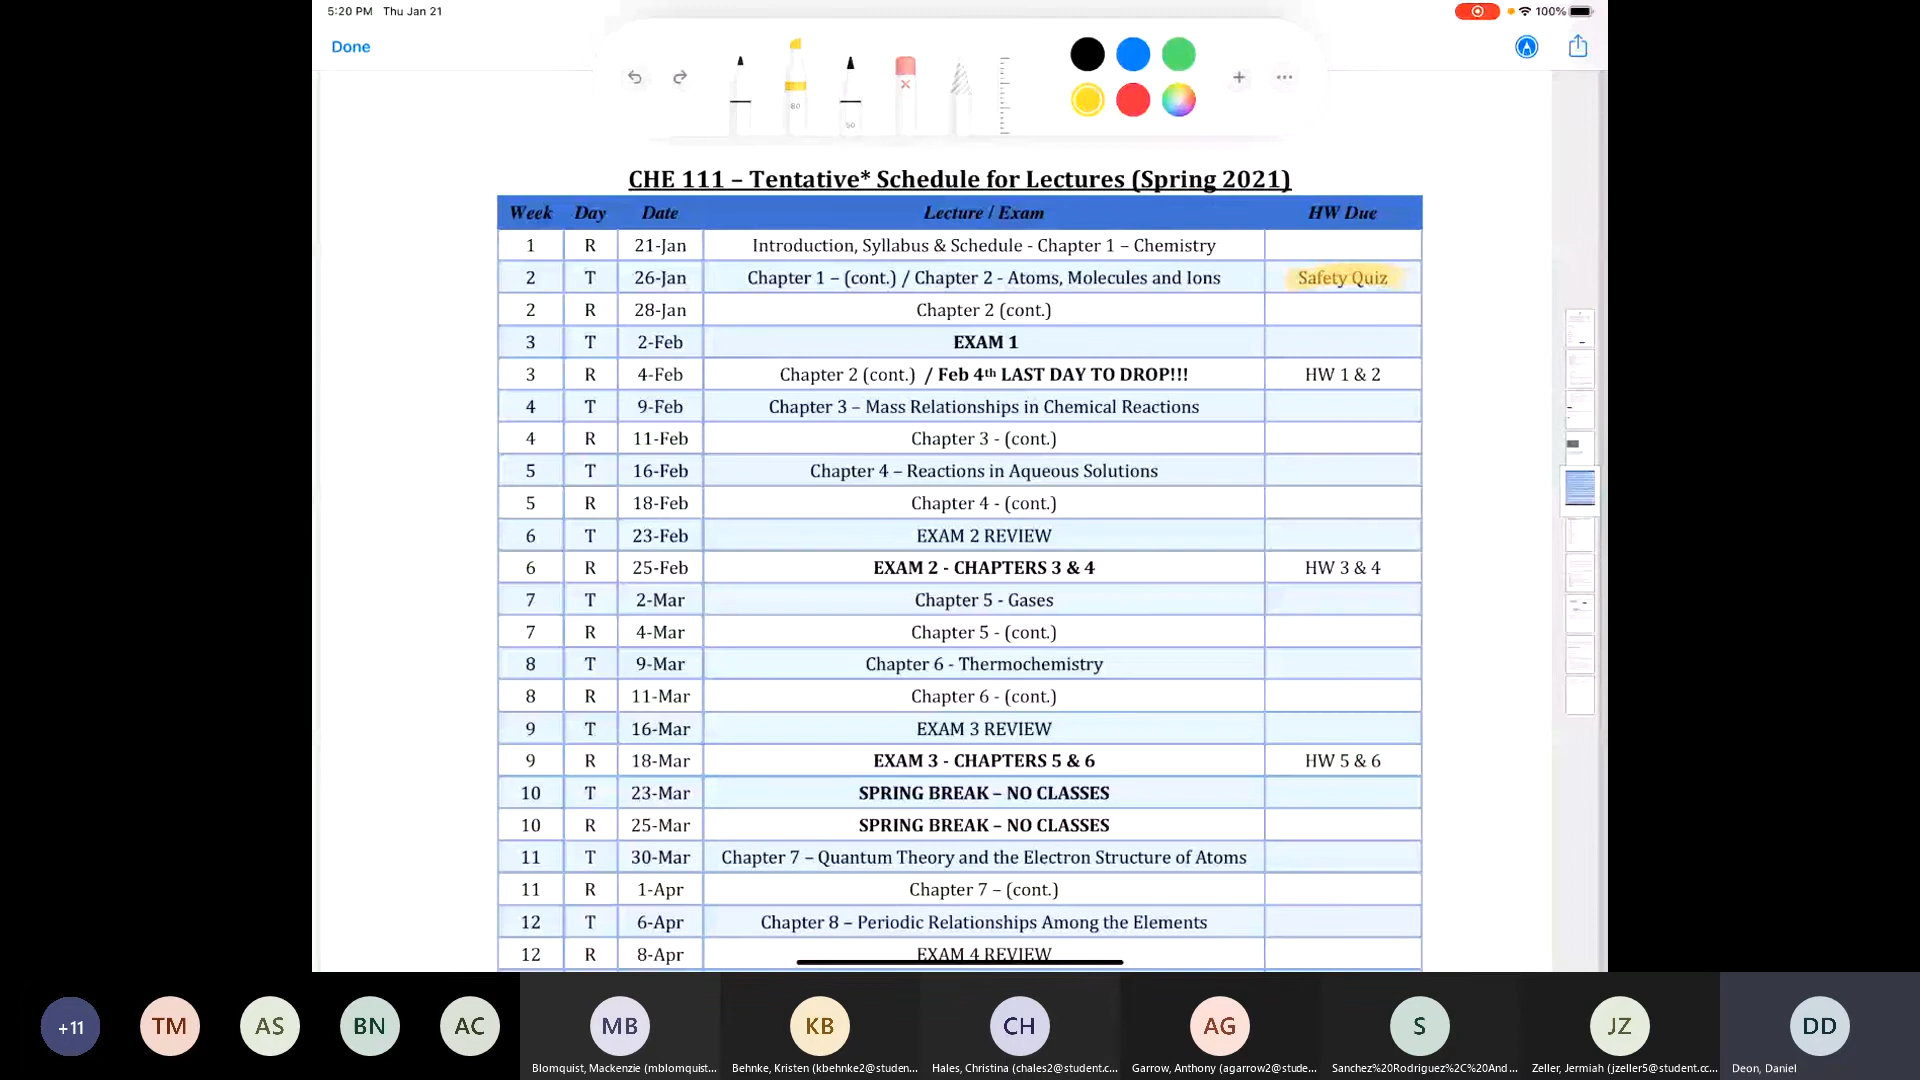 5:20 PM Thu Jan 21
100%
Done
80
50
CHE 111 – Tentative* Schedule for Lectures (Spring 2021)
Week Day Date Lecture / Exam HW Due
1 R 21-Jan Introduction, Syllabus & Schedule - Chapter 1 – Chemistry
2 T 26-Jan Chapter 1 – (cont.) / Chapter 2 - Atoms, Molecules and Ions Safety Quiz
2 R 28-Jan Chapter 2 (cont.)
3 T 2-Feb EXAM 1
3 R 4-Feb Chapter 2 (cont.) / Feb 4th LAST DAY TO DROP!!! HW 1 & 2
4 T 9-Feb Chapter 3 – Mass Relationships in Chemical Reactions
4 R 11-Feb Chapter 3 - (cont.)
5 T 16-Feb Chapter 4 – Reactions in Aqueous Solutions
5 R 18-Feb Chapter 4 - (cont.)
6 T 23-Feb EXAM 2 REVIEW
6 R 25-Feb EXAM 2 - CHAPTERS 3 & 4 HW 3 & 4
7 T 2-Mar Chapter 5 - Gases
7 R 4-Mar Chapter 5 - (cont.)
8 T 9-Mar Chapter 6 - Thermochemistry
8 R 11-Mar Chapter 6 - (cont.)
9 T 16-Mar EXAM 3 REVIEW
9 R 18-Mar EXAM 3 - CHAPTERS 5 & 6 HW 5 & 6
10 T 23-Mar SPRING BREAK – NO CLASSES
10 R 25-Mar SPRING BREAK – NO CLASSES
11 T 30-Mar Chapter 7 – Quantum Theory and the Electron Structure of Atoms
11 R 1-Apr Chapter 7 – (cont.)
12 T 6-Apr Chapter 8 – Periodic Relationships Among the Elements
12 R 8-Apr EXAM 4 REVIEW
+11 TM AS BN AC MB KB CH AG S JZ DD
Blomquist, Mackenzie (mblomquist... Behnke, Kristen (kbehnke2@studen... Hales, Christina (chales2@student.c... Garrow, Anthony (agarrow2@stude... Sanchez%20Rodriguez%2C%20And... Zeller, Jermiah (jzeller5@student.cc... Deon, Daniel